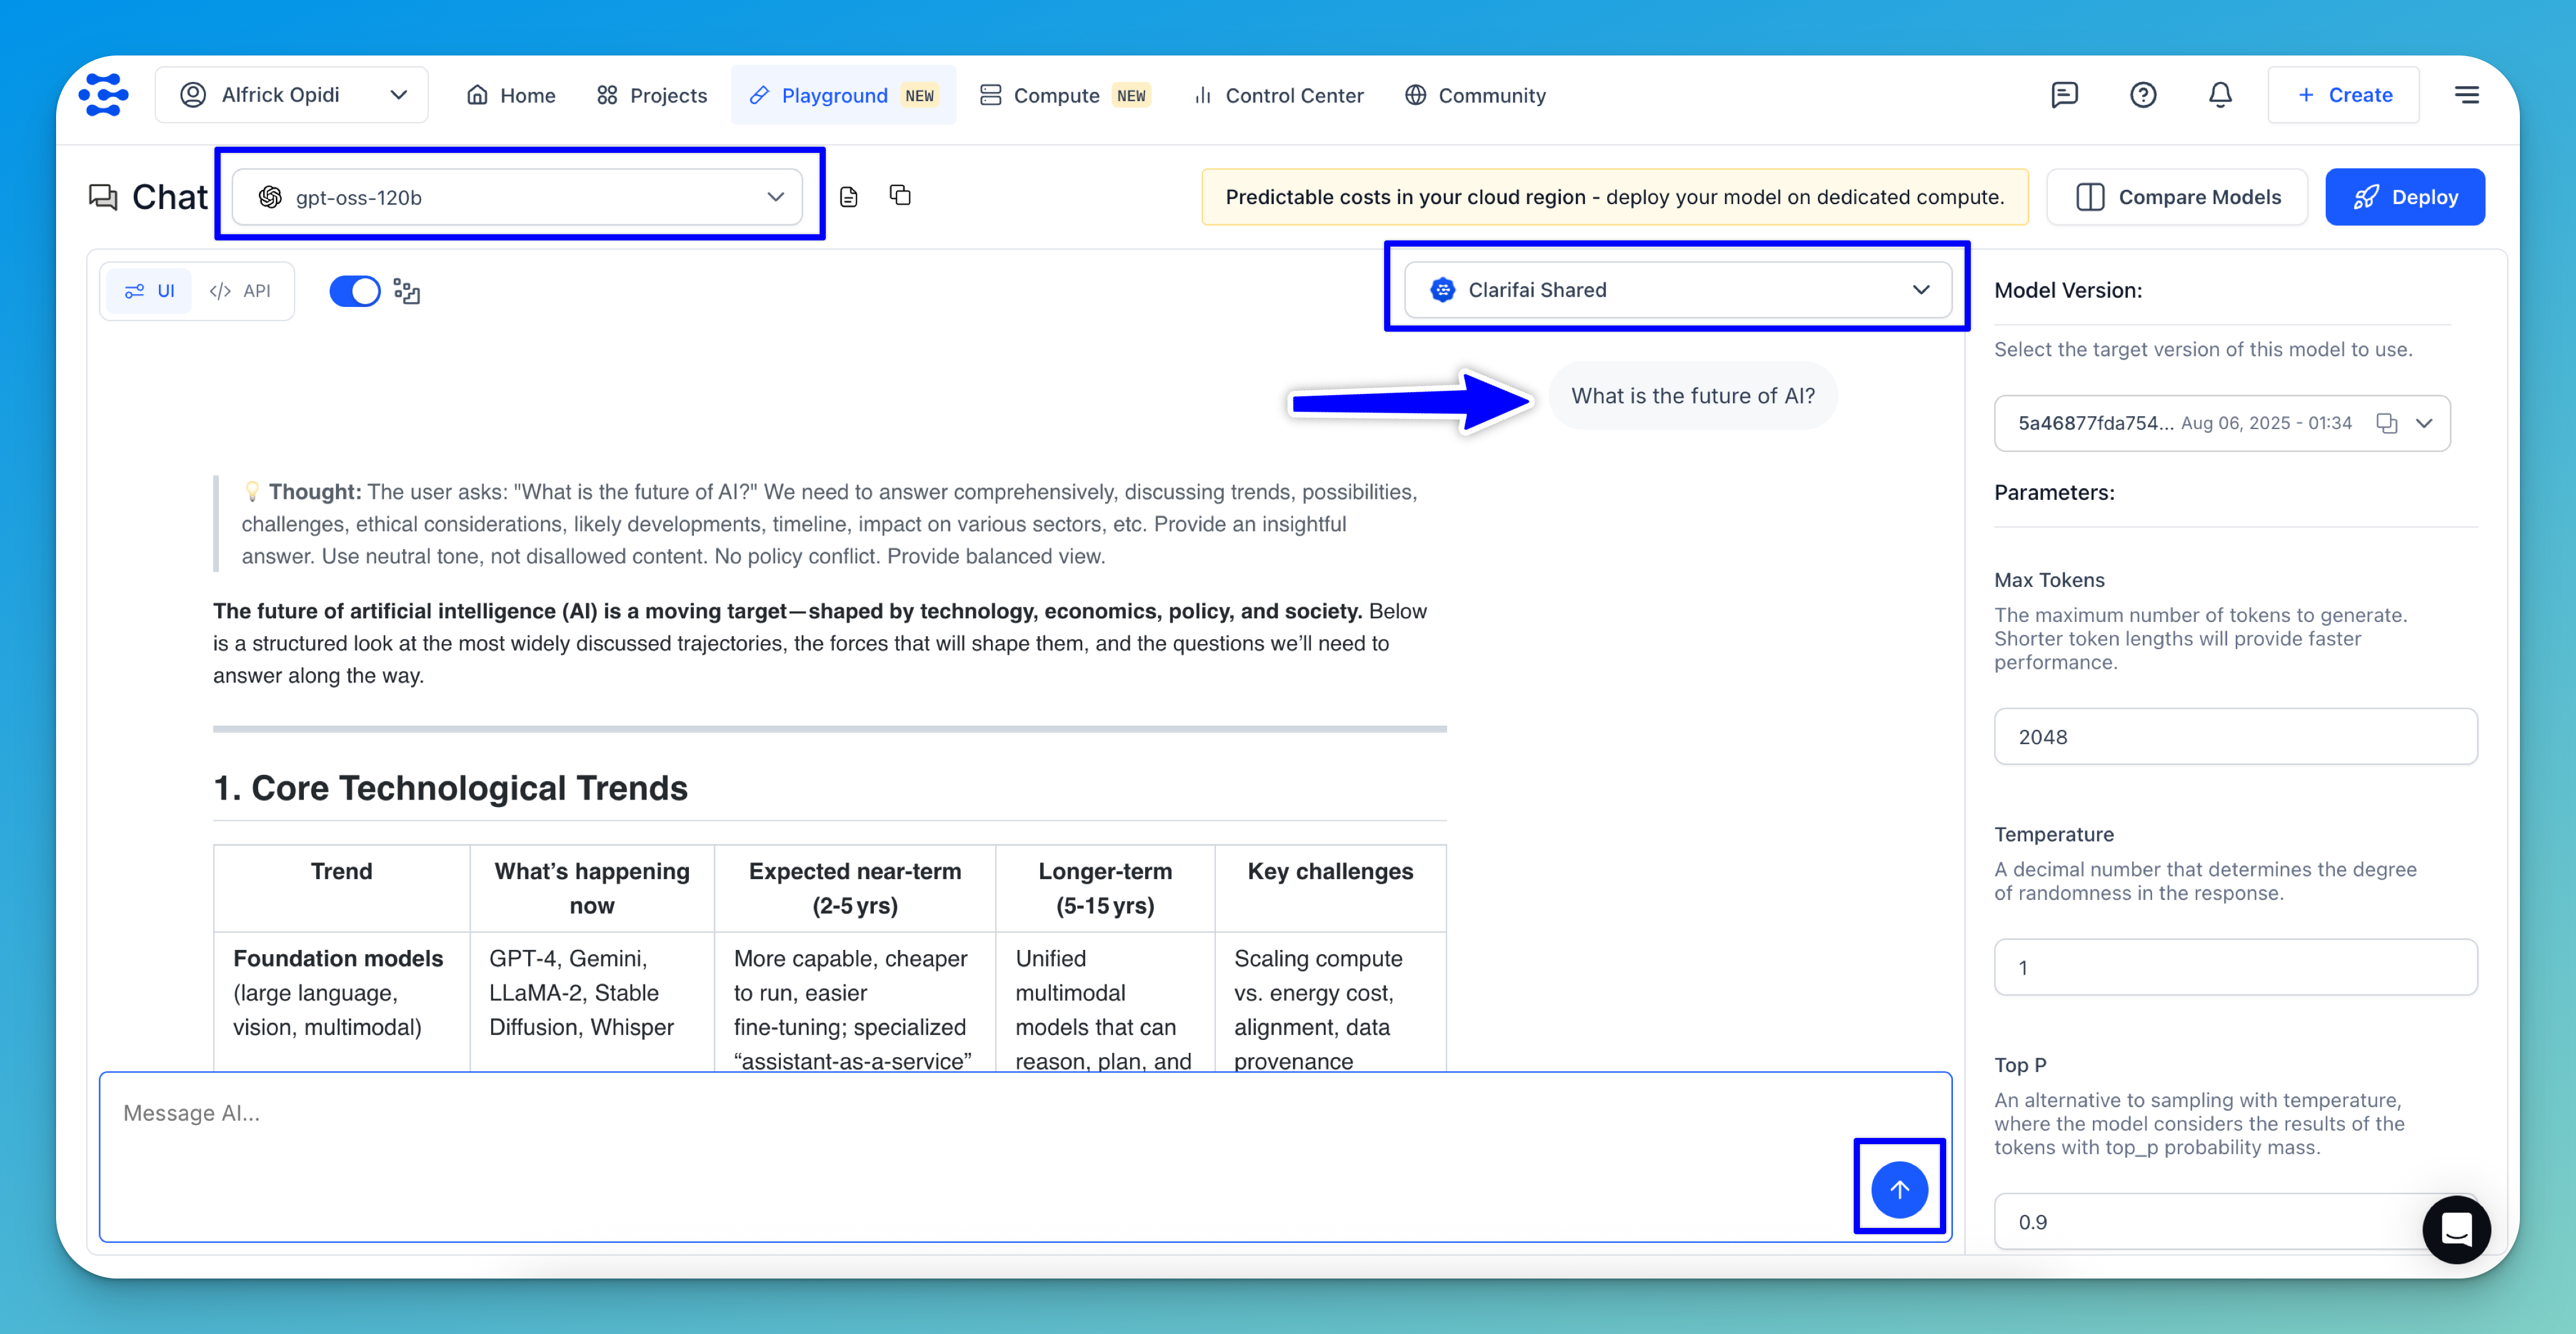 Alfrick Opidi
Home
Projects
Playground NEW
Compute NEW
Control Center
Community
+ Create
Chat
gpt-oss-120b
Predictable costs in your cloud region - deploy your model on dedicated compute.
Compare Models
Deploy
UI
</> API
Clarifai Shared
What is the future of AI?
💡 Thought: The user asks: "What is the future of AI?" We need to answer comprehensively, discussing trends, possibilities,
challenges, ethical considerations, likely developments, timeline, impact on various sectors, etc. Provide an insightful
answer. Use neutral tone, not disallowed content. No policy conflict. Provide balanced view.
The future of artificial intelligence (AI) is a moving target—shaped by technology, economics, policy, and society. Below
is a structured look at the most widely discussed trajectories, the forces that will shape them, and the questions we’ll need to
answer along the way.
1. Core Technological Trends
Trend
What’s happening
now
Expected near-term
(2-5 yrs)
Longer-term
(5-15 yrs)
Key challenges
Foundation models
(large language,
vision, multimodal)
GPT-4, Gemini,
LLaMA-2, Stable
Diffusion, Whisper
More capable, cheaper
to run, easier
fine-tuning; specialized
“assistant-as-a-service”
Unified
multimodal
models that can
reason, plan, and
Scaling compute
vs. energy cost,
alignment, data
provenance
Message AI...
Model Version:
Select the target version of this model to use.
5a46877fda754... Aug 06, 2025 - 01:34
Parameters:
Max Tokens
The maximum number of tokens to generate.
Shorter token lengths will provide faster
performance.
2048
Temperature
A decimal number that determines the degree
of randomness in the response.
1
Top P
An alternative to sampling with temperature,
where the model considers the results of the
tokens with top_p probability mass.
0.9